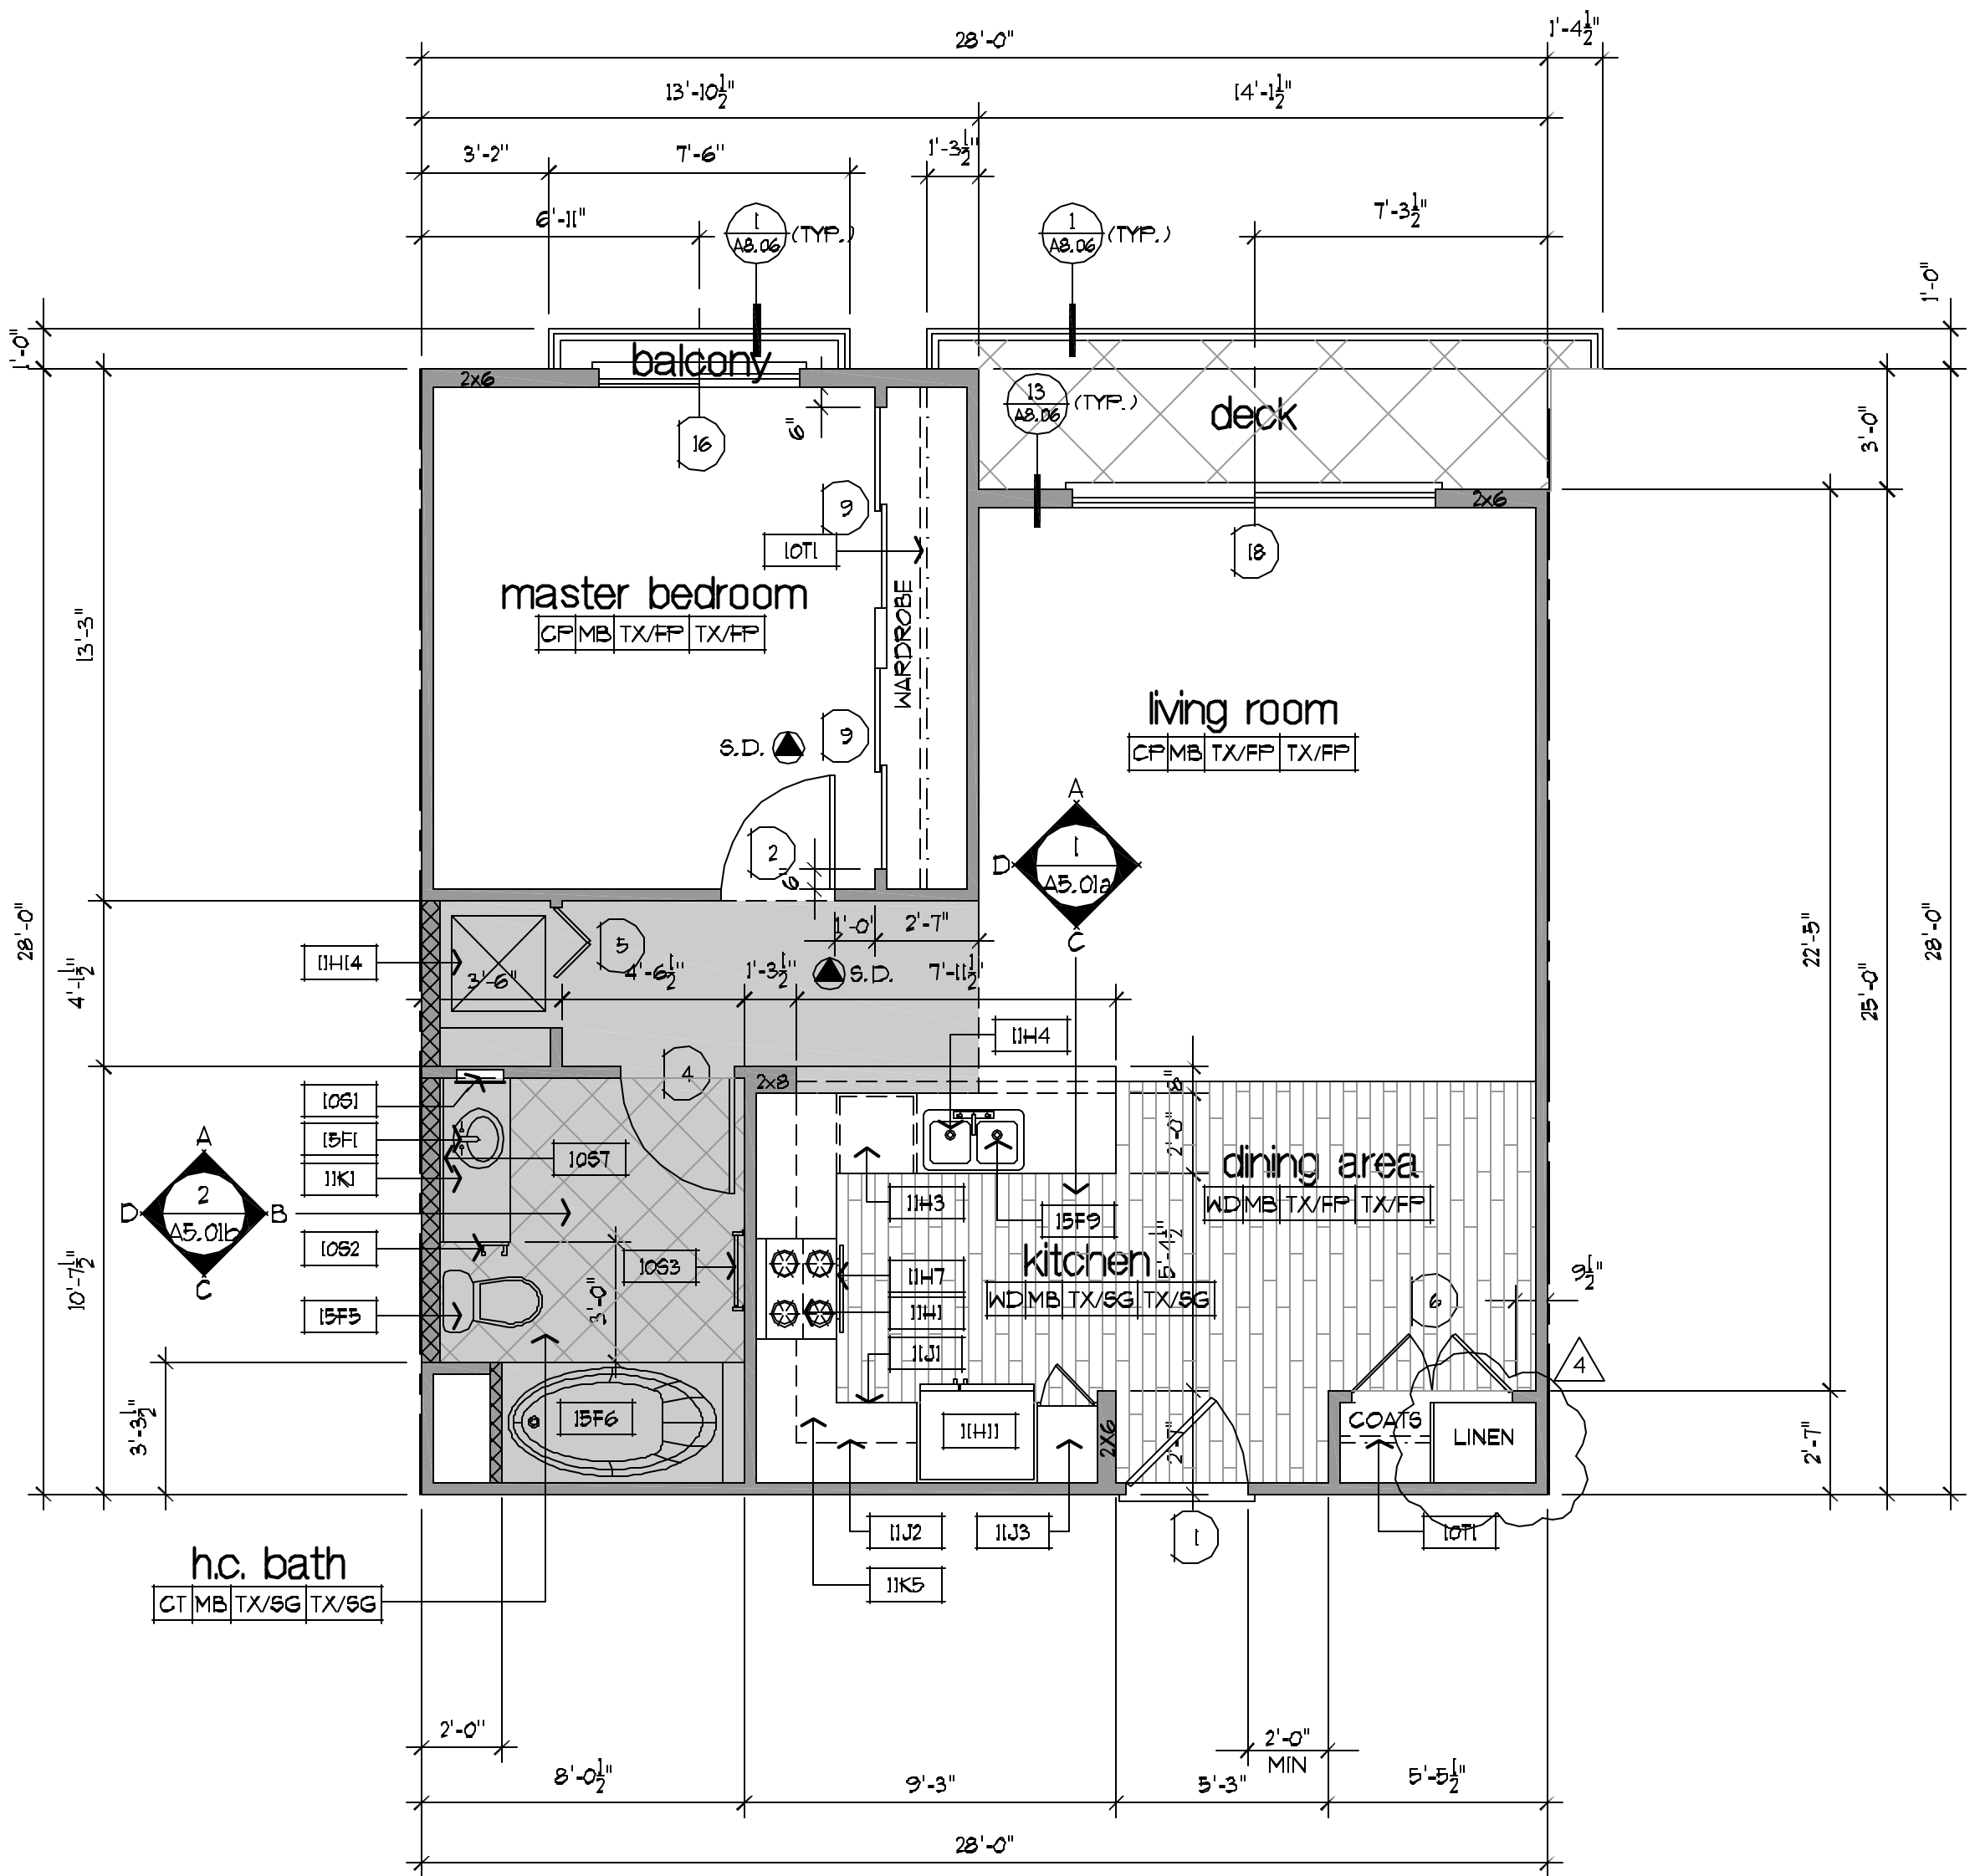 1'-4½"
28'-0"
13'-10½"
14'-1½"
3'-2"
7'-6"
1'-3½"
6'-11"
1
A8.06
(TYP.)
1
A8.06
(TYP.)
7'-3½"
1'-0"
1'-0"
balcony
2x6
13
A8.06
(TYP.)
deck
3'-0"
16
6"
9
2x6
10T1
18
master bedroom
CP MB TX/FP TX/FP
WARDROBE
13'-3"
living room
CP MB TX/FP TX/FP
S.D.
9
A
2
6"
D
1
A5.01a
C
28'-0"
22'-5"
25'-0"
28'-0"
1'-0"
2'-7"
11H14
5
4'-1½"
3'-6"
4'-6½"
1'-3½"
S.D.
7'-11½"
11H4
4
2x8
8"
10S1
15F1
11K1
10S7
2'-0"
dining area
WD MB TX/FP TX/FP
A
D
2
A5.01b
B
C
11H3
15F9
10S2
10S3
10'-7½"
3'-0"
kitchen
5'-4½"
WD MB TX/SG TX/SG
11H7
11H1
11J1
15F5
6
9½"
4
3'-3½"
15F6
11H11
2X6
2'-7"
COATS
LINEN
2'-7"
11J2
11J3
1
10T1
h.c. bath
CT MB TX/SG TX/SG
11K5
2'-0"
2'-0"
MIN
8'-0½"
9'-3"
5'-3"
5'-5½"
28'-0"